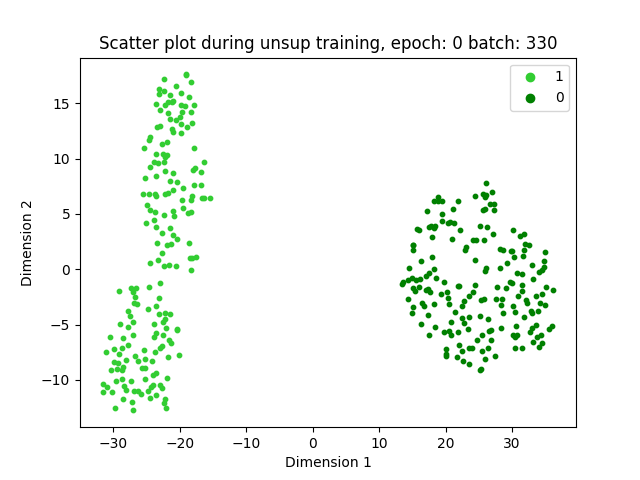 Scatter plot during unsup training, epoch: 0 batch: 330
1
0
15
10
5
0
−5
−10
Dimension 2
−30 −20 −10 0 10 20 30
Dimension 1